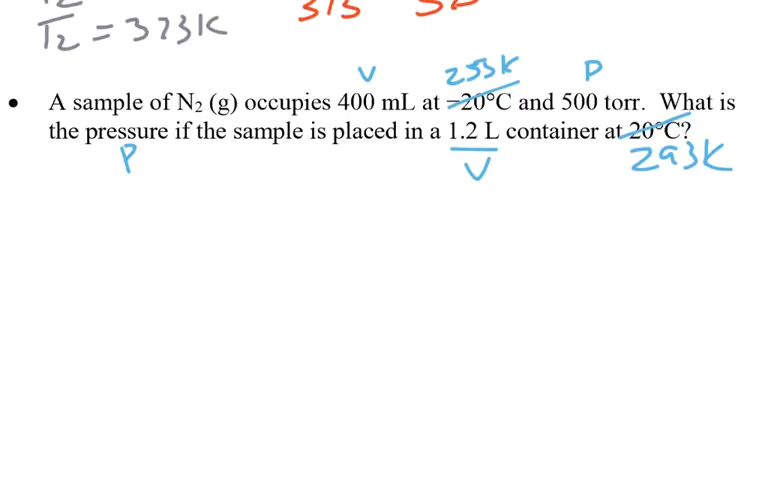 T2 = 373K
V 253K P
• A sample of N₂ (g) occupies 400 mL at −20°C and 500 torr. What is
the pressure if the sample is placed in a 1.2 L container at 20°C?
P V 293K